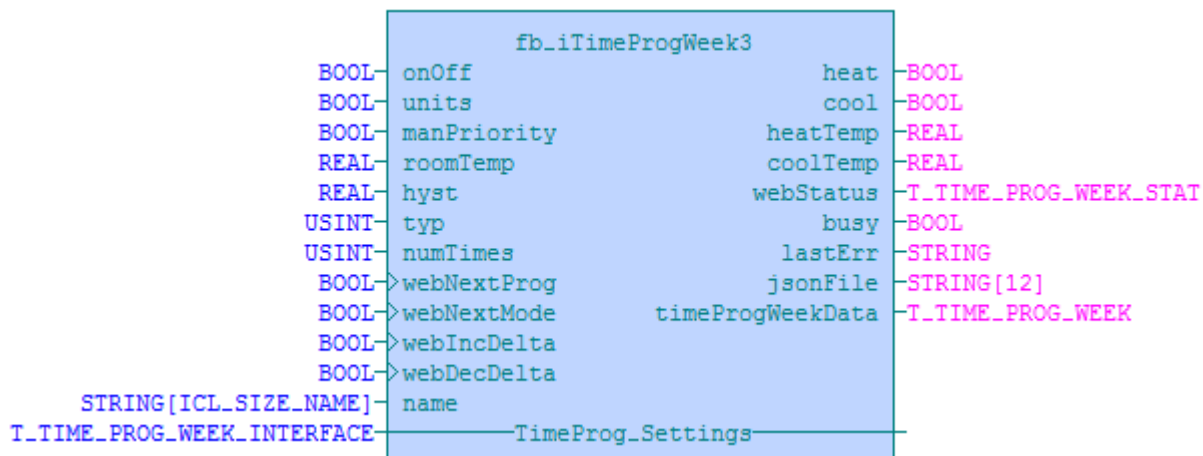 fb_iTimeProgWeek3
BOOL onOff heat BOOL
BOOL units cool BOOL
BOOL manPriority heatTemp REAL
REAL roomTemp coolTemp REAL
REAL hyst webStatus T_TIME_PROG_WEEK_STAT
USINT typ busy BOOL
USINT numTimes lastErr STRING
BOOL webNextProg jsonFile STRING[12]
BOOL webNextMode timeProgWeekData T_TIME_PROG_WEEK
BOOL webIncDelta
BOOL webDecDelta
STRING[ICL_SIZE_NAME] name
T_TIME_PROG_WEEK_INTERFACE TimeProg_Settings